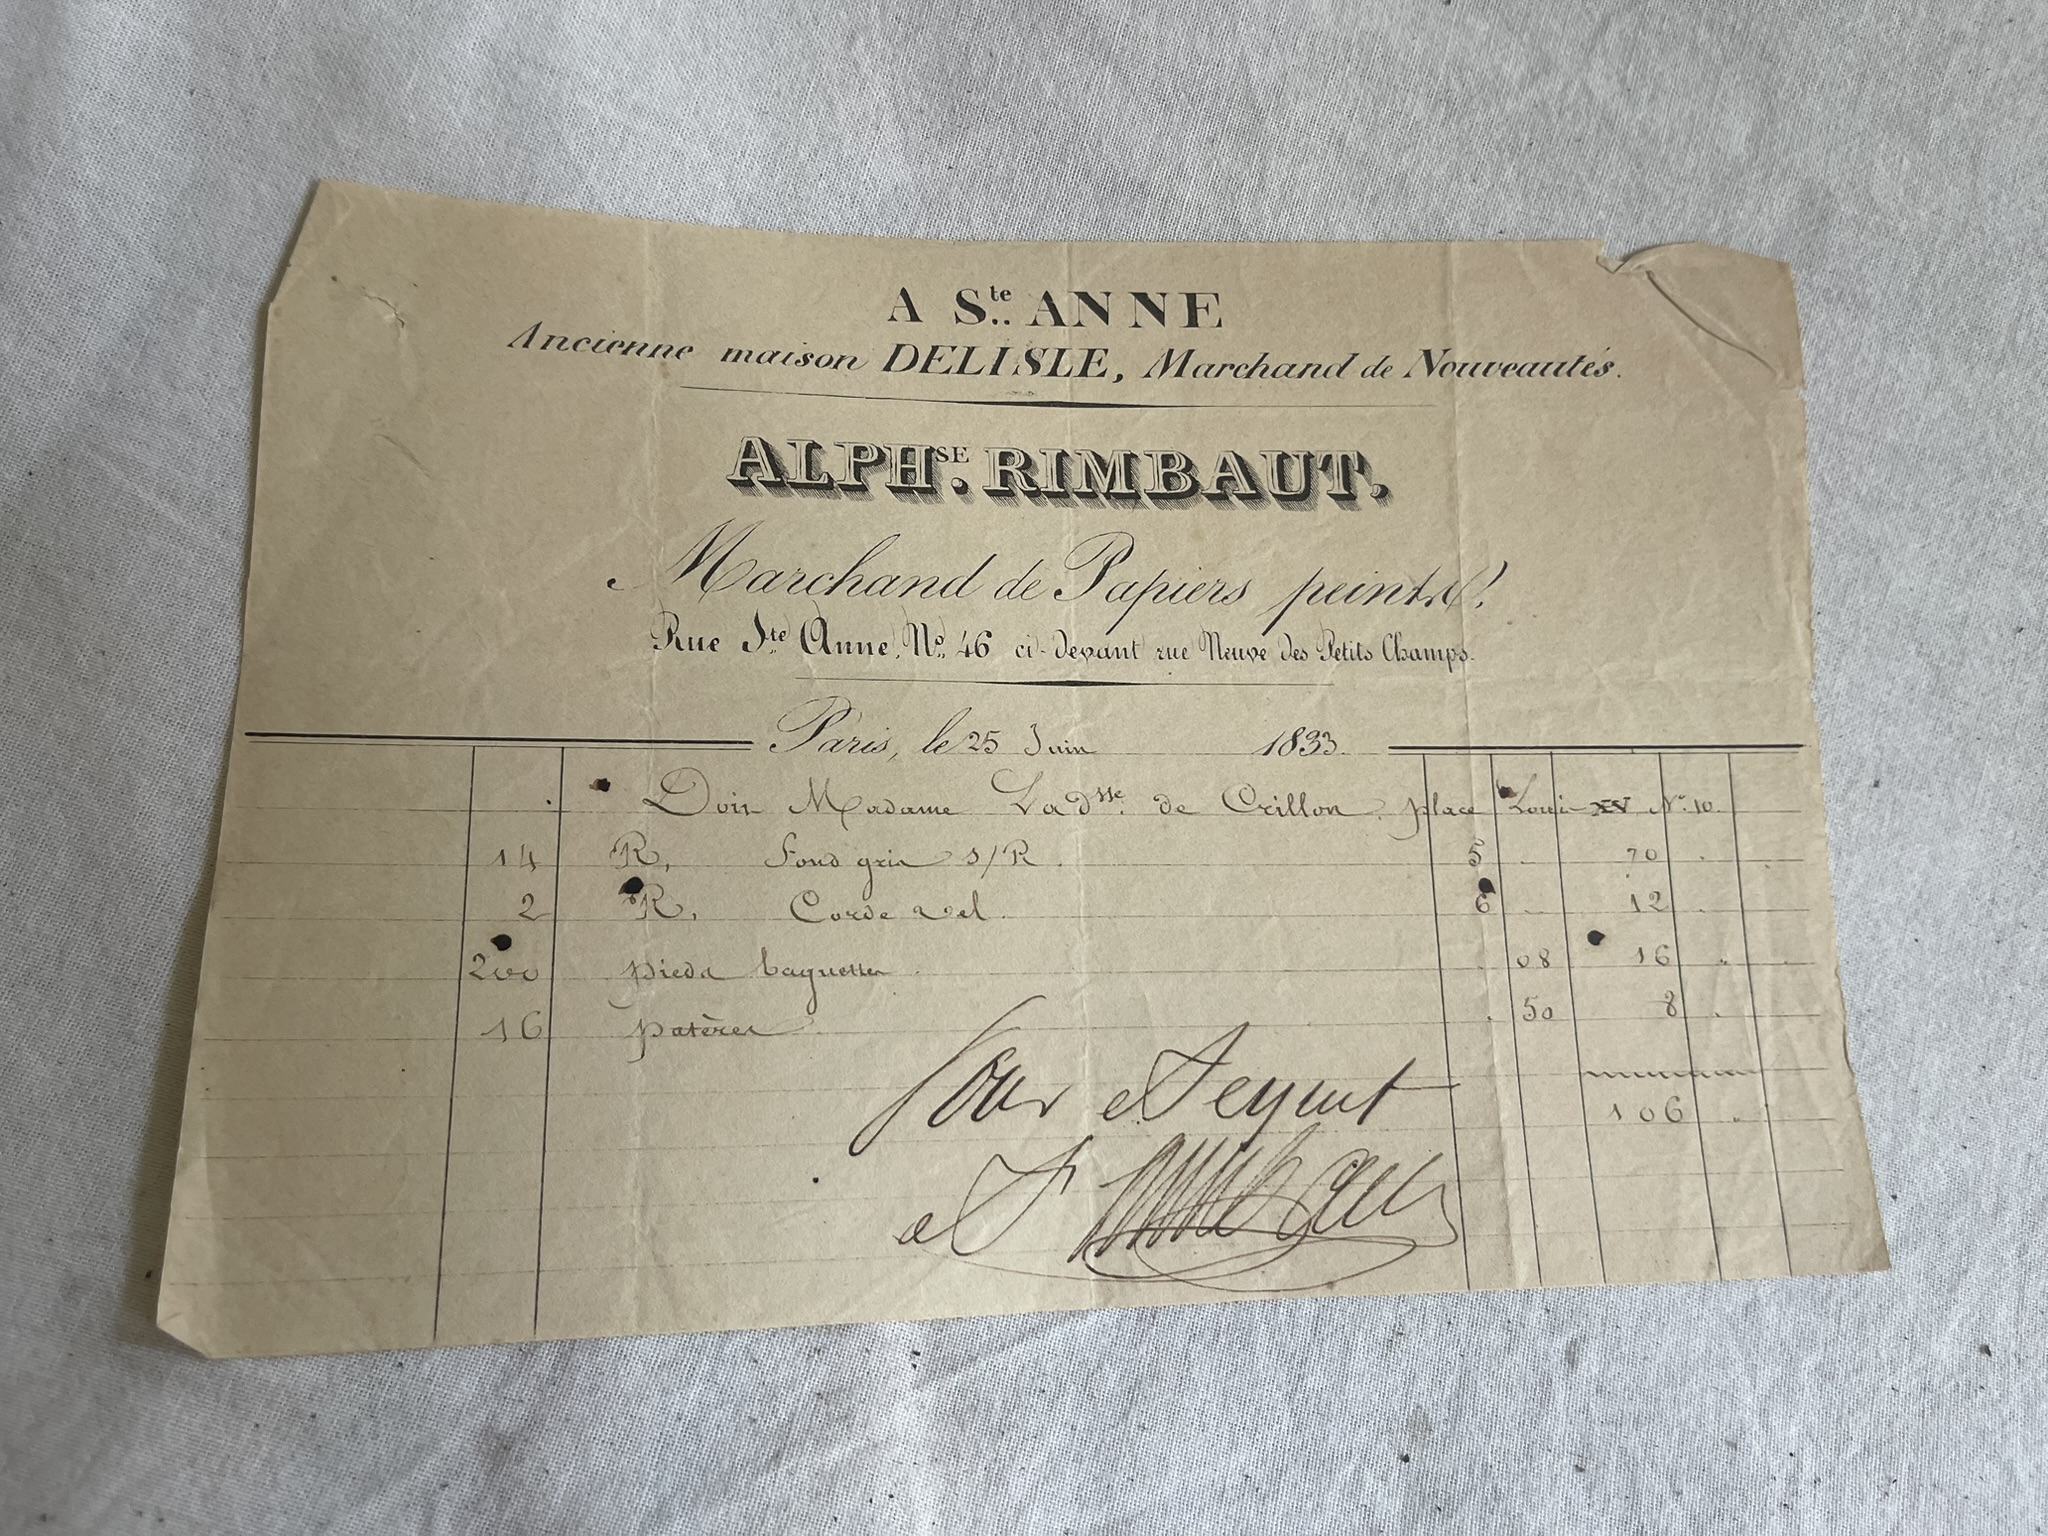 A Ste. ANNE
Ancienne maison DELISLE, Marchand de Nouveautés.
ALPHSE. RIMBAUT,
Marchand de Papiers peints.
Rue Ste Anne, No. 46 ci-devant rue Neuve des Petits Champs.
Paris, le 25 Juin 1833.
Doit Madame La dsse. de Crillon place Louis XV No. 10
14 R. fond gris s/R 5 70
2 R. Corde 6 12
200 pieds baguettes 08 16
16 patères 50 8
106
Pour